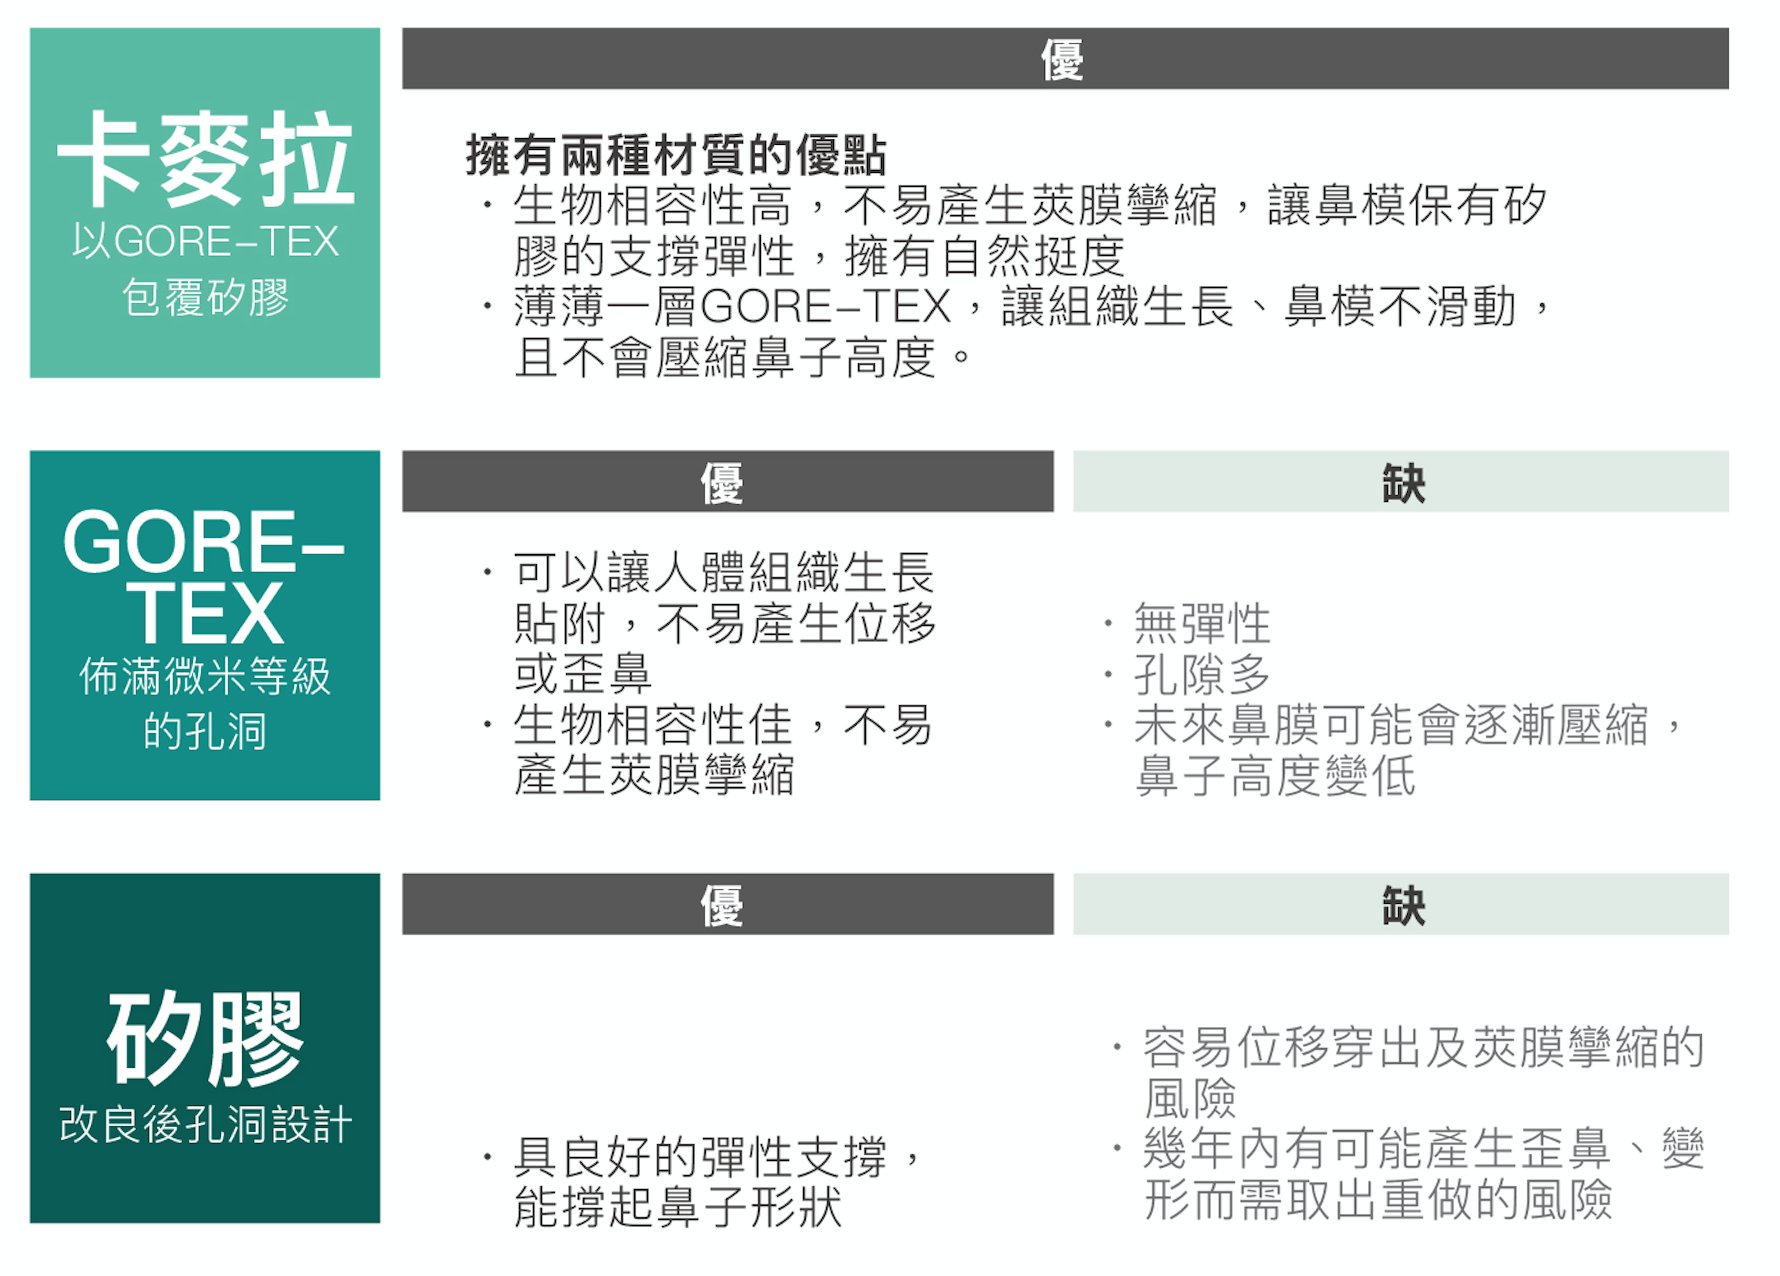 卡麥拉
以GORE-TEX
包覆矽膠
優
擁有兩種材質的優點
・生物相容性高，不易產生莢膜攣縮，讓鼻模保有矽
膠的支撐彈性，擁有自然挺度
・薄薄一層GORE-TEX，讓組織生長、鼻模不滑動，
且不會壓縮鼻子高度。
GORE-
TEX
佈滿微米等級
的孔洞
優
・可以讓人體組織生長
貼附，不易產生位移
或歪鼻
・生物相容性佳，不易
產生莢膜攣縮
缺
・無彈性
・孔隙多
・未來鼻膜可能會逐漸壓縮，
鼻子高度變低
矽膠
改良後孔洞設計
優
・具良好的彈性支撐，
能撐起鼻子形狀
缺
・容易位移穿出及莢膜攣縮的
風險
・幾年內有可能產生歪鼻、變
形而需取出重做的風險